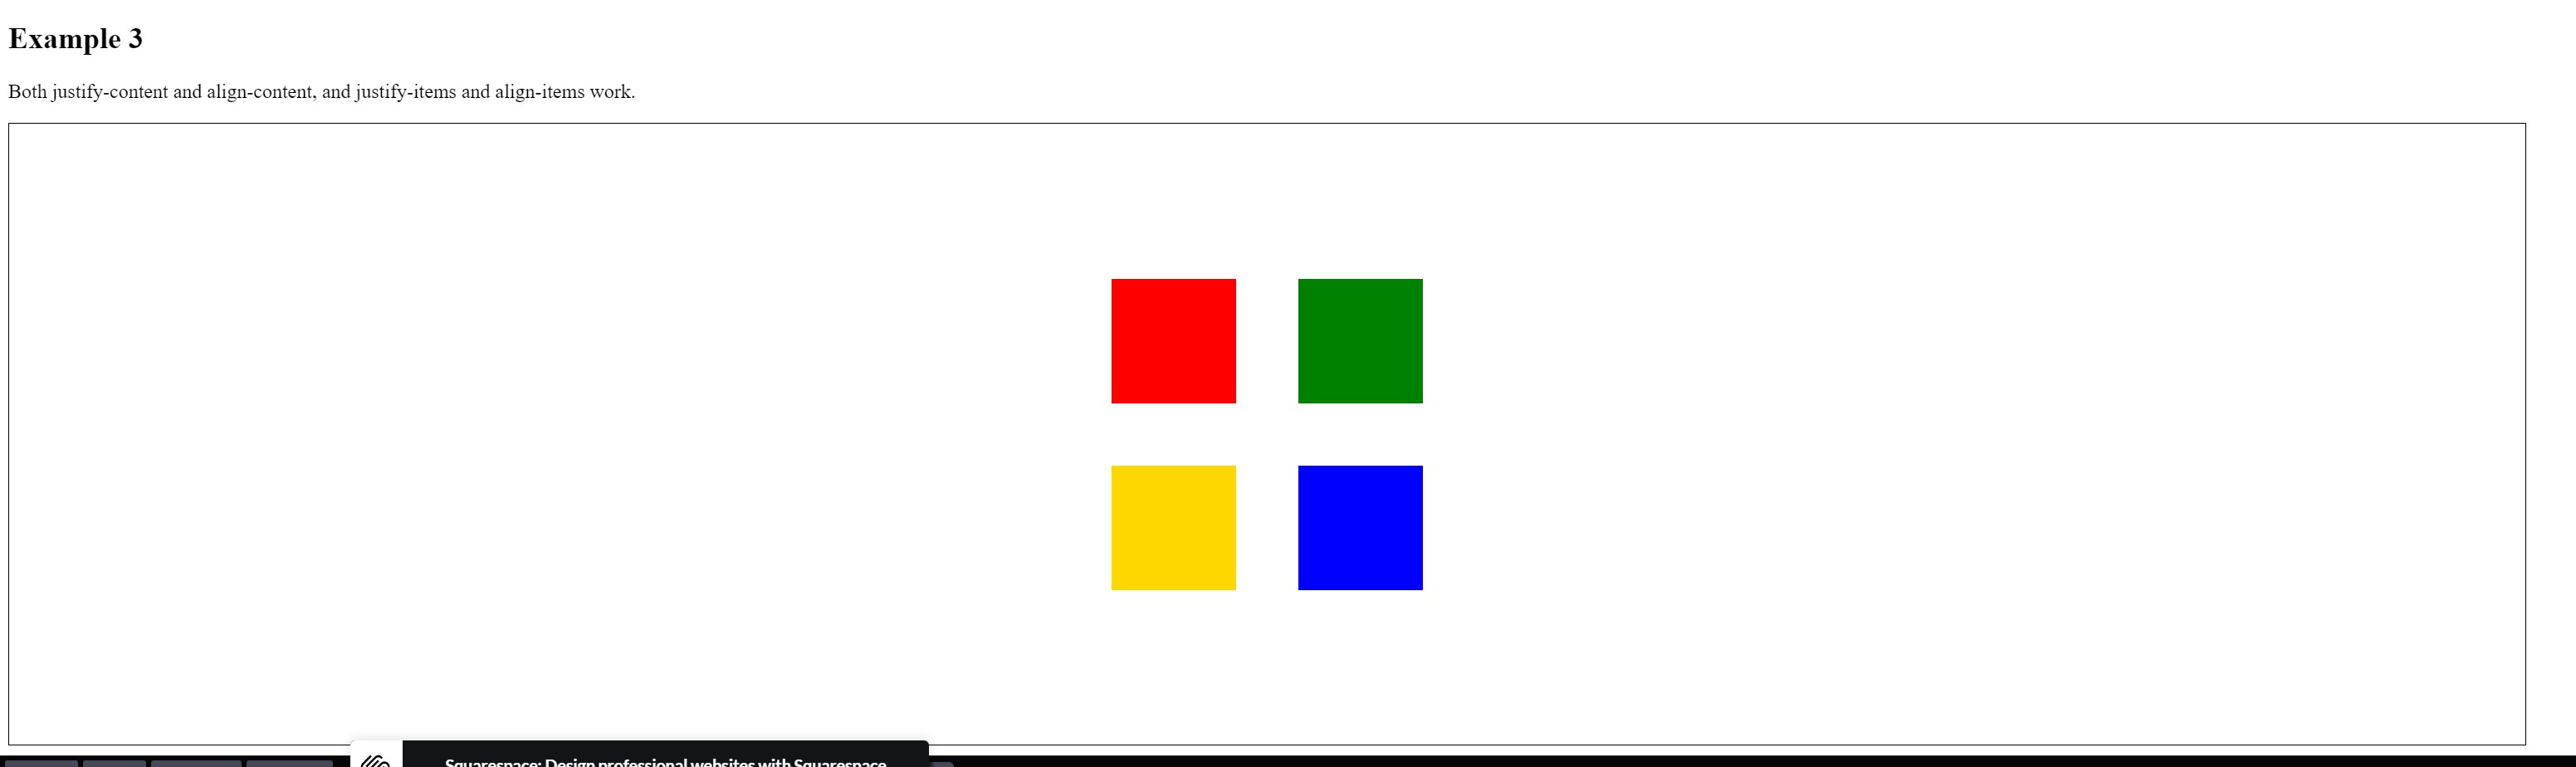 Example 3
Both justify-content and align-content, and justify-items and align-items work.
Squarespace: Design professional websites with Squarespace